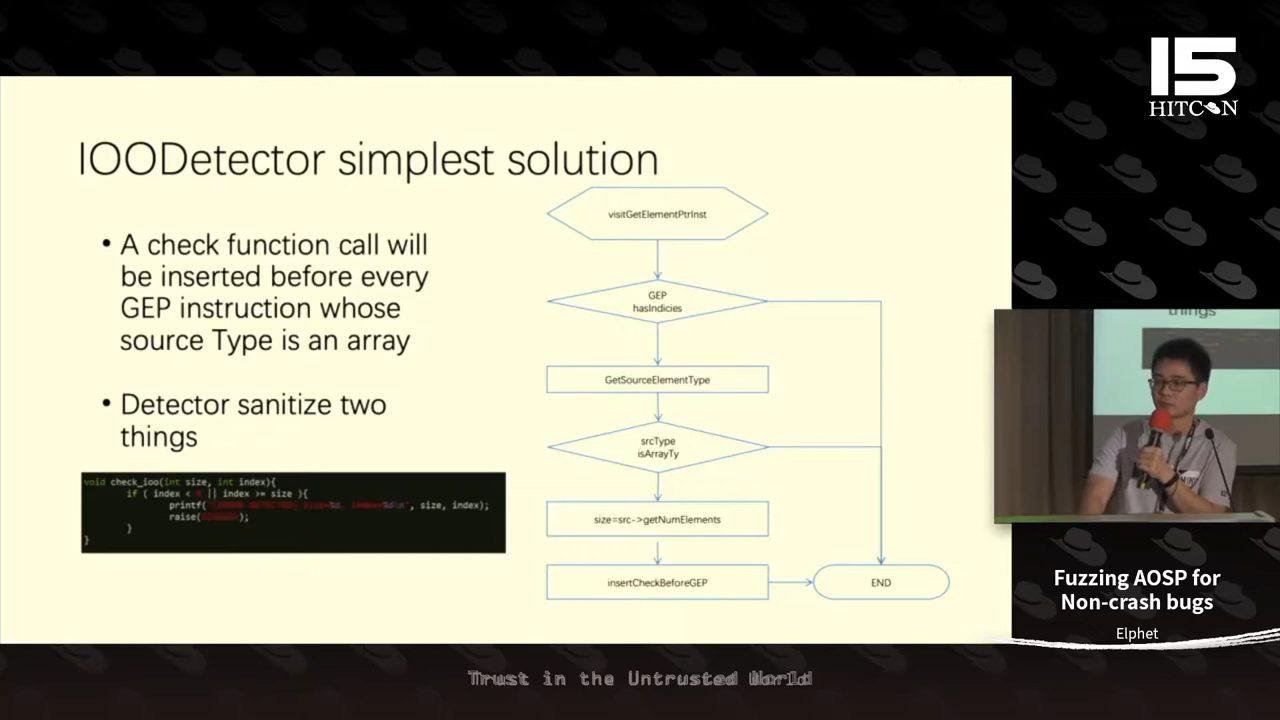 15
HITCON
IOODetector simplest solution
• A check function call will
be inserted before every
GEP instruction whose
source Type is an array
• Detector sanitize two
things
void check_ioo(int size, int index){
if ( index < 0 || index >= size ){
printf( , size, index);
raise( );
}
}
visitGetElementPtrInst
GEP
hasIndicies
GetSourceElementType
srcType
isArrayTy
size=src->getNumElements
insertCheckBeforeGEP
END
things
Fuzzing AOSP for
Non-crash bugs
Elphet
Trust in the Untrusted World